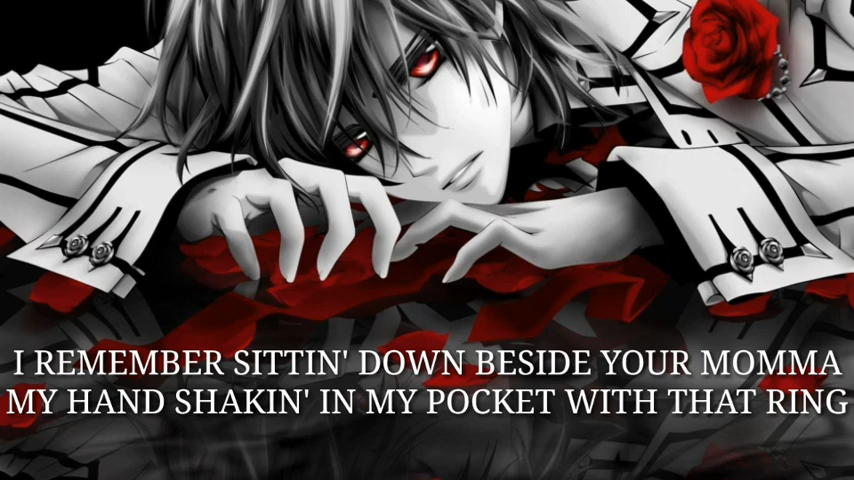 I REMEMBER SITTIN' DOWN BESIDE YOUR MOMMA
MY HAND SHAKIN' IN MY POCKET WITH THAT RING